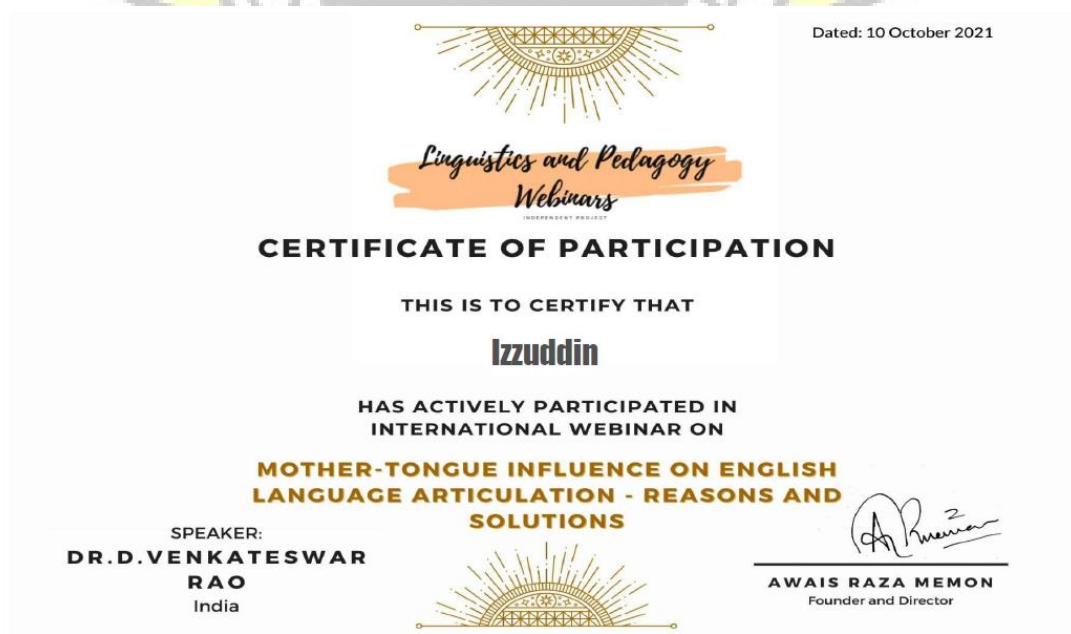 Dated: 10 October 2021
Linguistics and Pedagogy
Webinars
INDEPENDENT PROJECT
CERTIFICATE OF PARTICIPATION
THIS IS TO CERTIFY THAT
Izzuddin
HAS ACTIVELY PARTICIPATED IN
INTERNATIONAL WEBINAR ON
MOTHER-TONGUE INFLUENCE ON ENGLISH
LANGUAGE ARTICULATION - REASONS AND
SOLUTIONS
SPEAKER:
DR.D.VENKATESWAR
RAO
India
AWAIS RAZA MEMON
Founder and Director